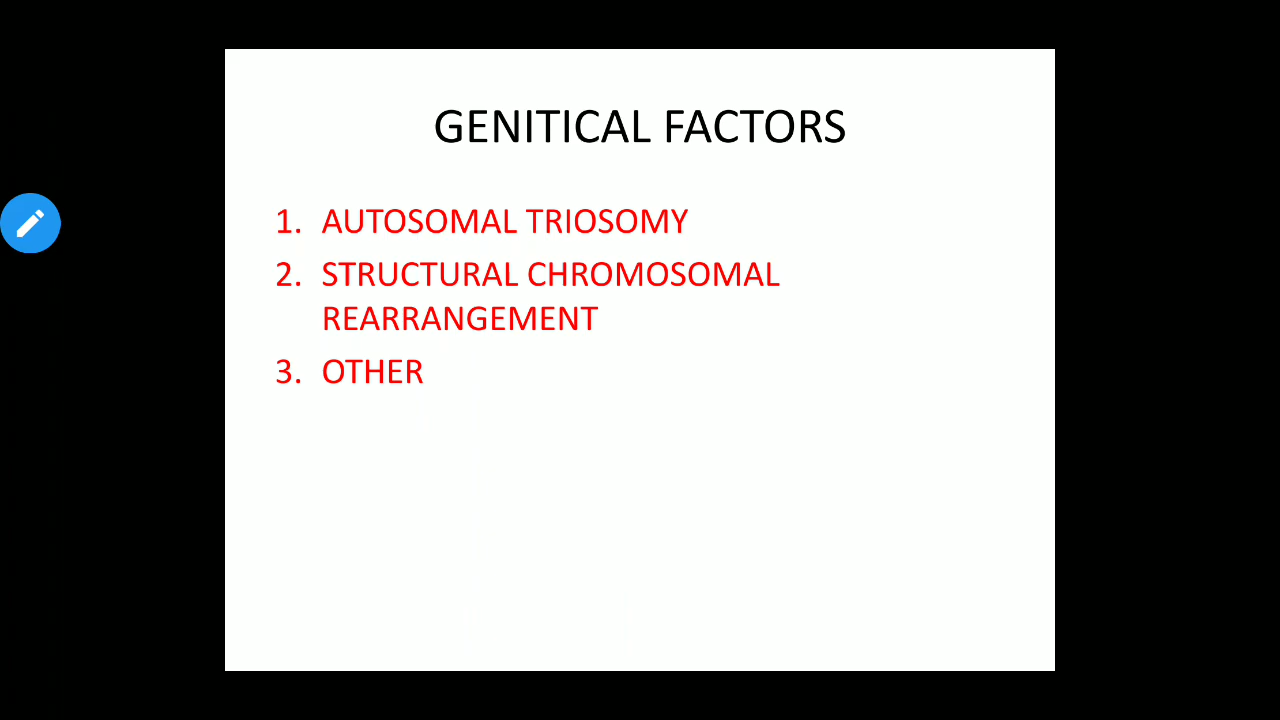 GENITICAL FACTORS
1. AUTOSOMAL TRIOSOMY
2. STRUCTURAL CHROMOSOMAL
REARRANGEMENT
3. OTHER